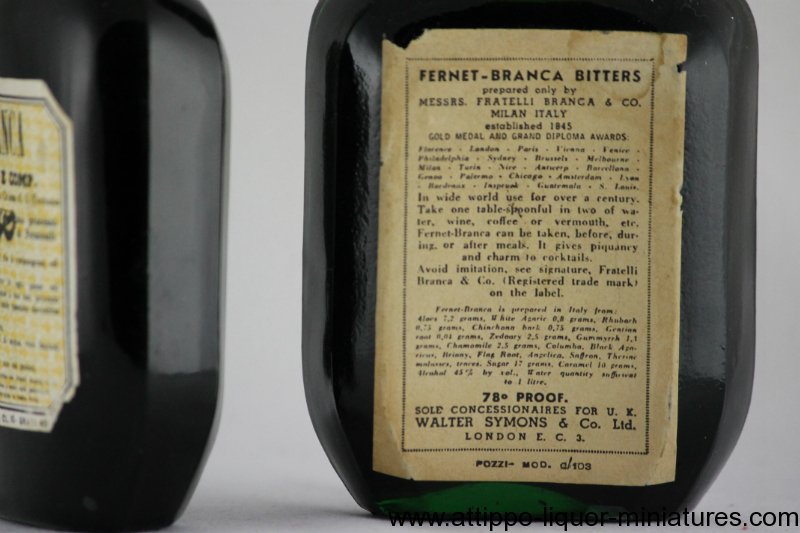 ANCA
E COMP.
FERNET-BRANCA BITTERS
prepared only by
MESSRS. FRATELLI BRANCA & CO.
MILAN ITALY
established 1845
GOLD MEDAL AND GRAND DIPLOMA AWARDS:
Florence - London - Paris - Vienna - Venice -
Philadelphia - Sydney - Brussels - Melbourne -
Milan - Turin - Nice - Antwerp - Barcellona -
Genoa - Palermo - Chicago - Amsterdam - Lyon
- Bordeaux - Inspruk - Guatemala - S. Louis.
In wide world use for over a century.
Take one table-spoonful in two of wa-
ter, wine, coffee or vermouth, etc.
Fernet-Branca can be taken, before, dur-
ing, or after meals. It gives piquancy
and charm to cocktails.
Avoid imitation, see signature, Fratelli
Branca & Co. (Registered trade mark)
on the label.
Fernet-Branca is prepared in Italy from:
Aloes 7,2 grams, White Agaric 0,8 grams, Rhubarb
0,75 grams, Chinchona bark 0,75 grams, Gentian
root 0,04 grams, Zedoary 2,5 grams, Gummyrrh 1,1
grams, Chamomile 2,5 grams, Columba, Black Aga-
ricus, Briony, Flag Root, Angelica, Saffron, Theriac
molasses, traces. Sugar 17 grams, Caramel 10 grams,
Alcohol 45% by vol., Water quantity sufficient
to 1 litre.
78º PROOF.
SOLE CONCESSIONAIRES FOR U. K.
WALTER SYMONS & Co. Ltd.
LONDON E. C. 3.
POZZI- MOD. a/103
www.attippo-liquor-miniatures.com